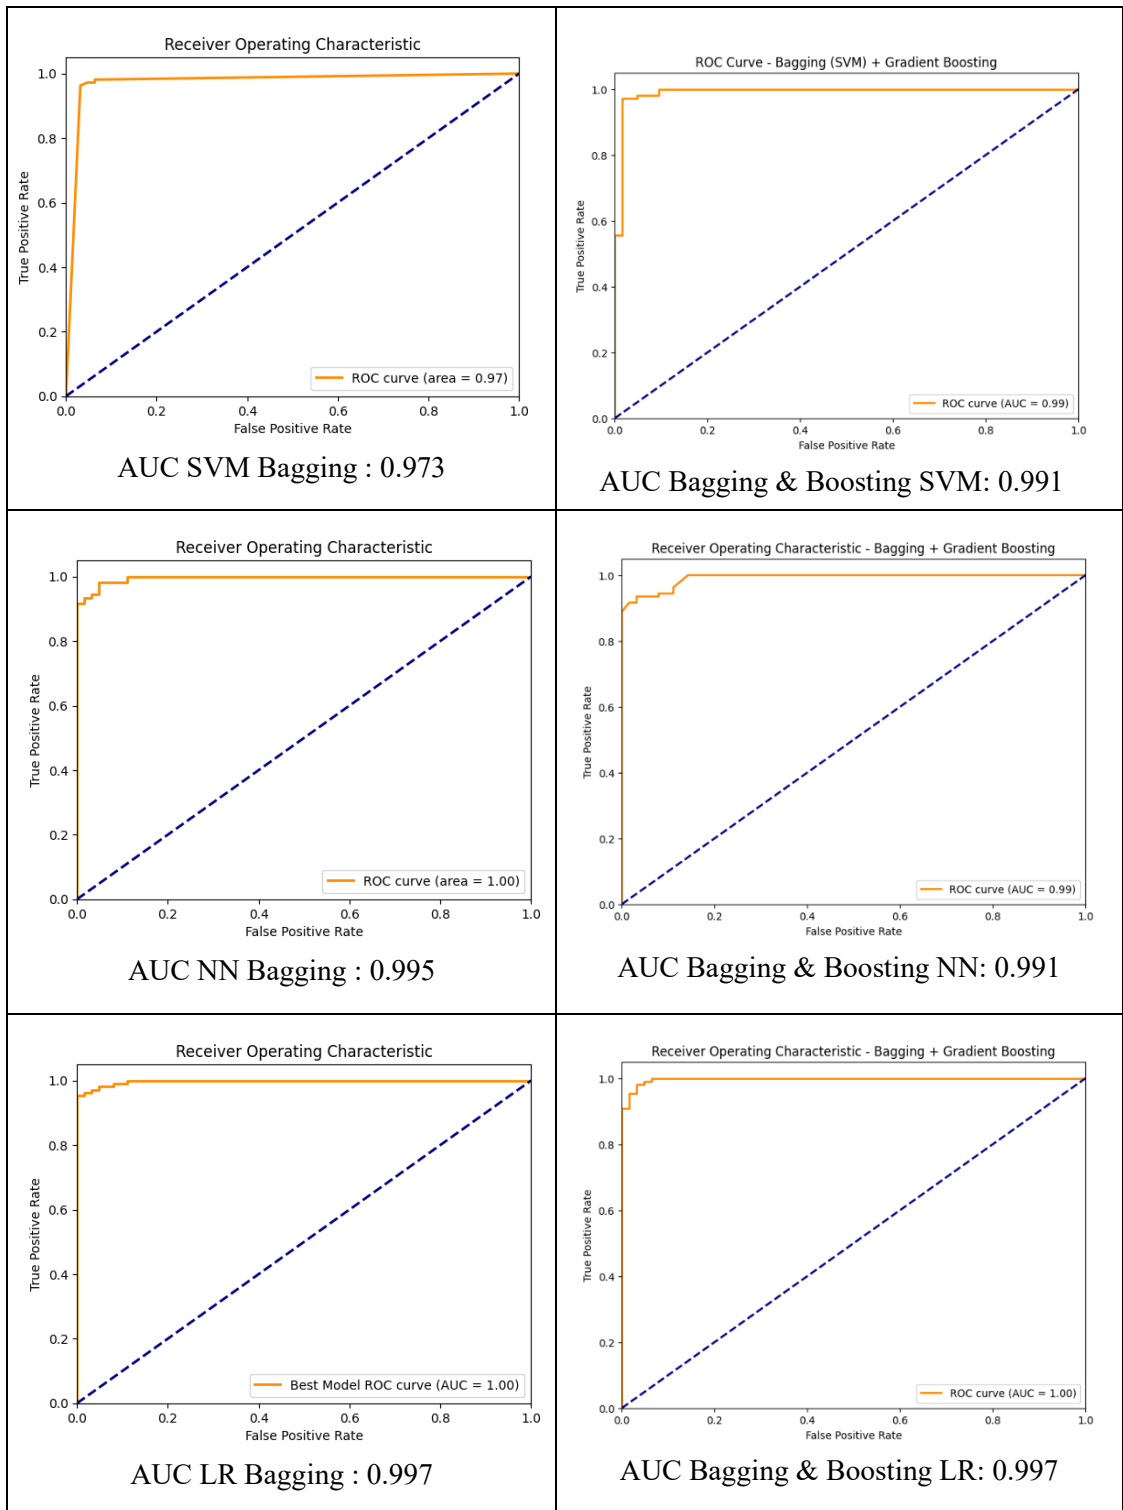 Receiver Operating Characteristic
True Positive Rate
1.0
0.8
0.6
0.4
0.2
0.0
ROC curve (area = 0.97)
0.0 0.2 0.4 0.6 0.8 1.0
False Positive Rate
AUC SVM Bagging : 0.973
ROC Curve - Bagging (SVM) + Gradient Boosting
True Positive Rate
1.0
0.8
0.6
0.4
0.2
0.0
ROC curve (AUC = 0.99)
0.0 0.2 0.4 0.6 0.8 1.0
False Positive Rate
AUC Bagging & Boosting SVM: 0.991
Receiver Operating Characteristic
True Positive Rate
1.0
0.8
0.6
0.4
0.2
0.0
ROC curve (area = 1.00)
0.0 0.2 0.4 0.6 0.8 1.0
False Positive Rate
AUC NN Bagging : 0.995
Receiver Operating Characteristic - Bagging + Gradient Boosting
True Positive Rate
1.0
0.8
0.6
0.4
0.2
0.0
ROC curve (AUC = 0.99)
0.0 0.2 0.4 0.6 0.8 1.0
False Positive Rate
AUC Bagging & Boosting NN: 0.991
Receiver Operating Characteristic
True Positive Rate
1.0
0.8
0.6
0.4
0.2
0.0
Best Model ROC curve (AUC = 1.00)
0.0 0.2 0.4 0.6 0.8 1.0
False Positive Rate
AUC LR Bagging : 0.997
Receiver Operating Characteristic - Bagging + Gradient Boosting
True Positive Rate
1.0
0.8
0.6
0.4
0.2
0.0
ROC curve (AUC = 1.00)
0.0 0.2 0.4 0.6 0.8 1.0
False Positive Rate
AUC Bagging & Boosting LR: 0.997